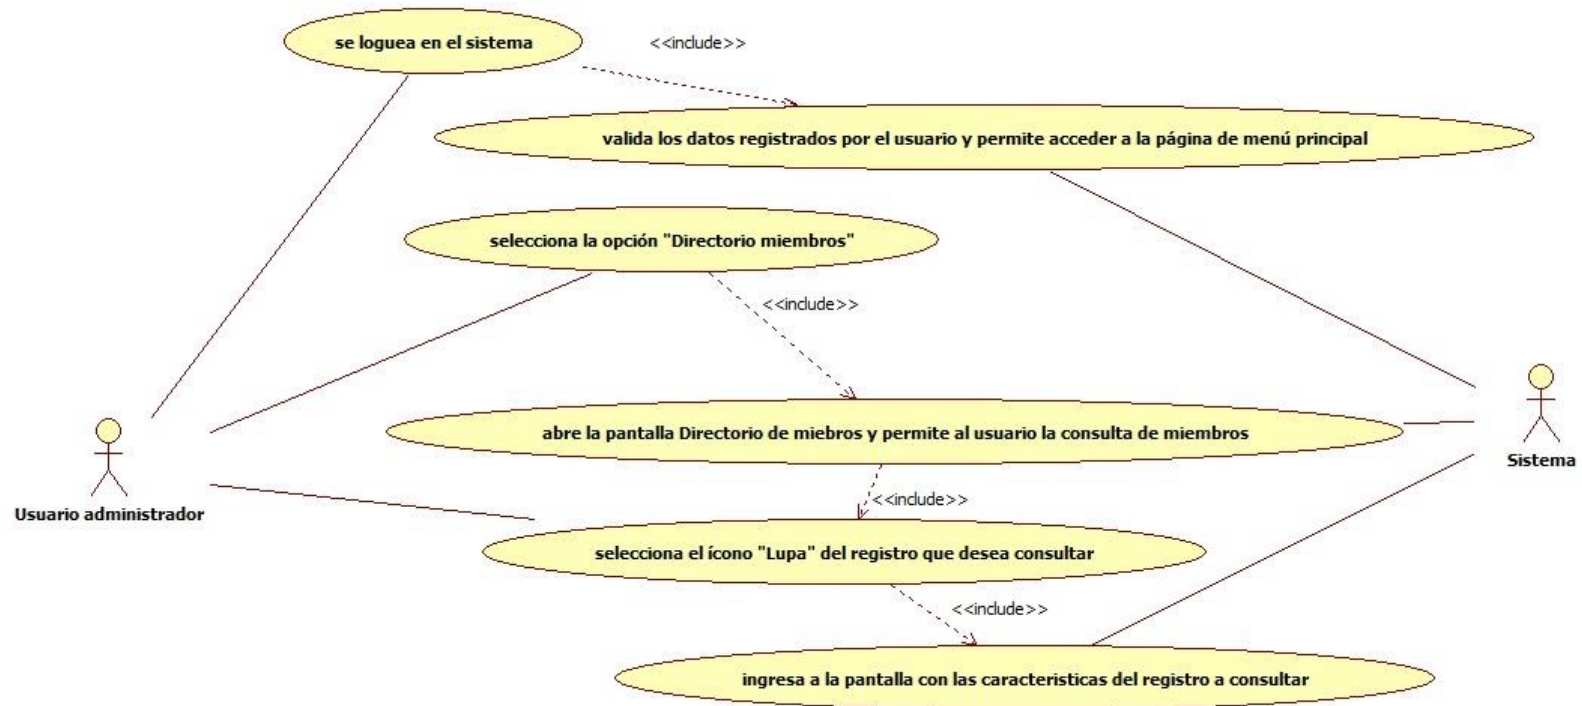 se loguea en el sistema
<<include>>
valida los datos registrados por el usuario y permite acceder a la página de menú principal
selecciona la opción "Directorio miembros"
<<include>>
abre la pantalla Directorio de miebros y permite al usuario la consulta de miembros
Sistema
Usuario administrador
<<include>>
selecciona el ícono "Lupa" del registro que desea consultar
<<include>>
ingresa a la pantalla con las caracteristicas del registro a consultar